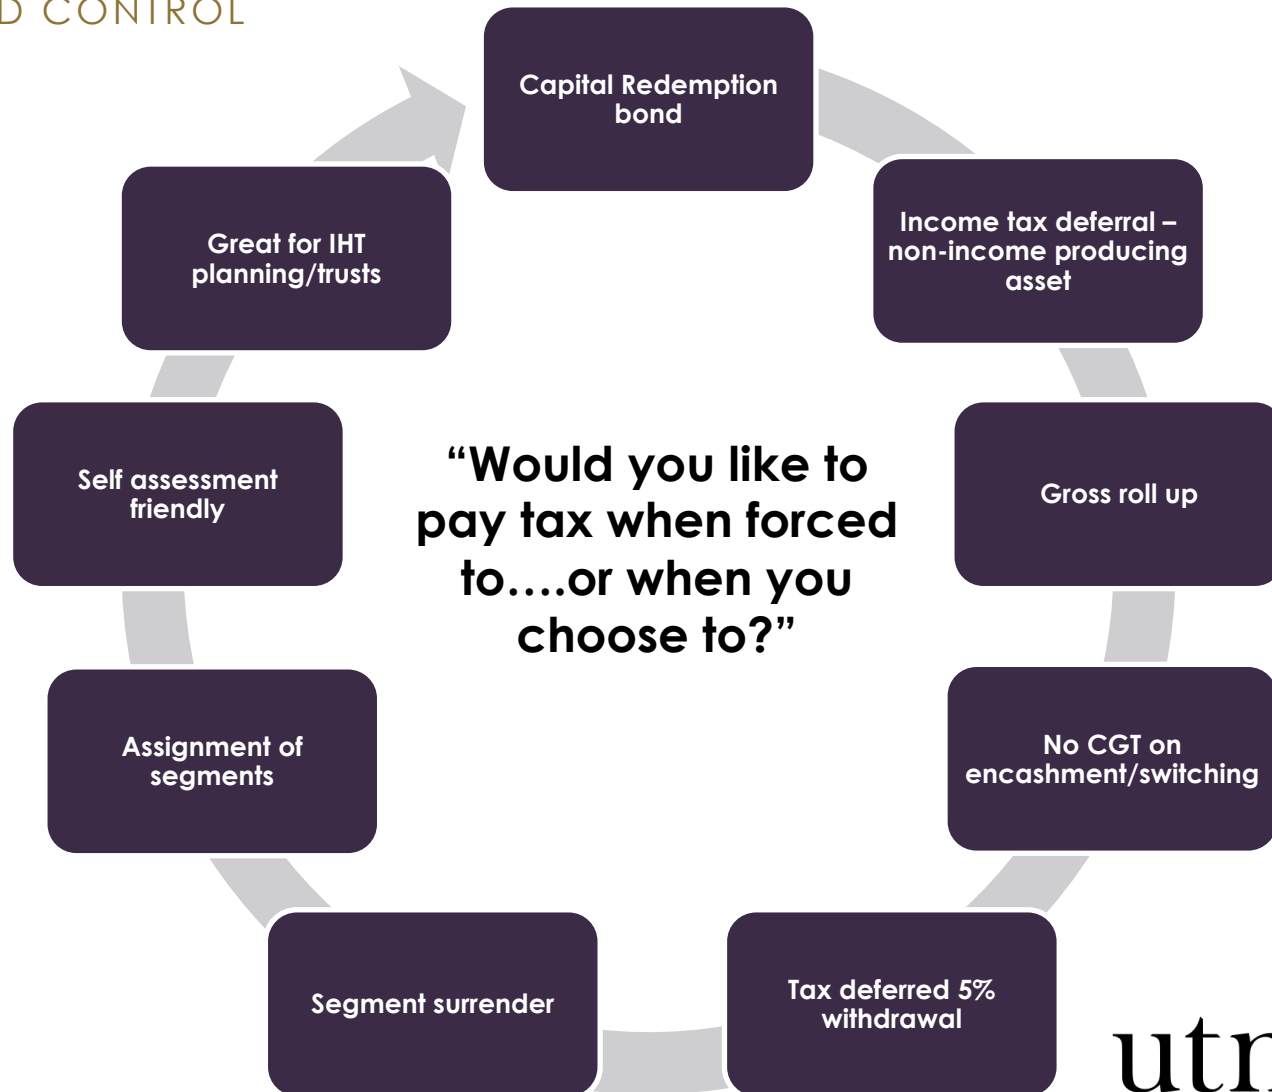 D CONTROL
Capital Redemption
bond
Income tax deferral –
non-income producing
asset
Gross roll up
No CGT on
encashment/switching
Tax deferred 5%
withdrawal
Segment surrender
Assignment of
segments
Self assessment
friendly
Great for IHT
planning/trusts
“Would you like to
pay tax when forced
to....or when you
choose to?”